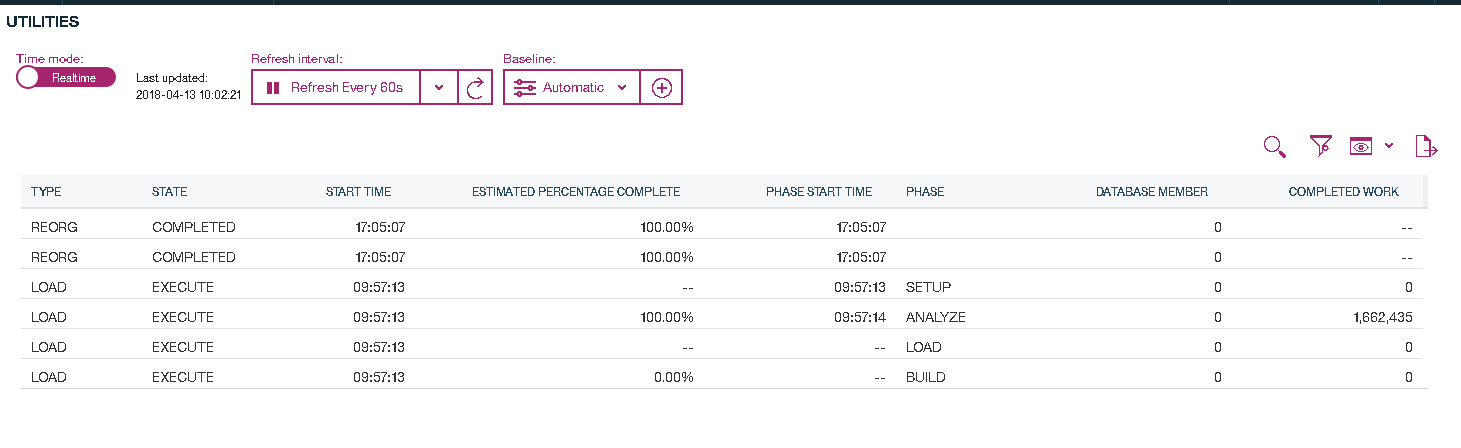 UTILITIES
Time mode:
Realtime
Last updated:
2018-04-13 10:02:21
Refresh interval:
Refresh Every 60s
Baseline:
Automatic
TYPE STATE START TIME ESTIMATED PERCENTAGE COMPLETE PHASE START TIME PHASE DATABASE MEMBER COMPLETED WORK
REORG COMPLETED 17:05:07 100.00% 17:05:07 0 --
REORG COMPLETED 17:05:07 100.00% 17:05:07 0 --
LOAD EXECUTE 09:57:13 -- 09:57:13 SETUP 0 0
LOAD EXECUTE 09:57:13 100.00% 09:57:14 ANALYZE 0 1,662,435
LOAD EXECUTE 09:57:13 -- -- LOAD 0 0
LOAD EXECUTE 09:57:13 0.00% -- BUILD 0 0